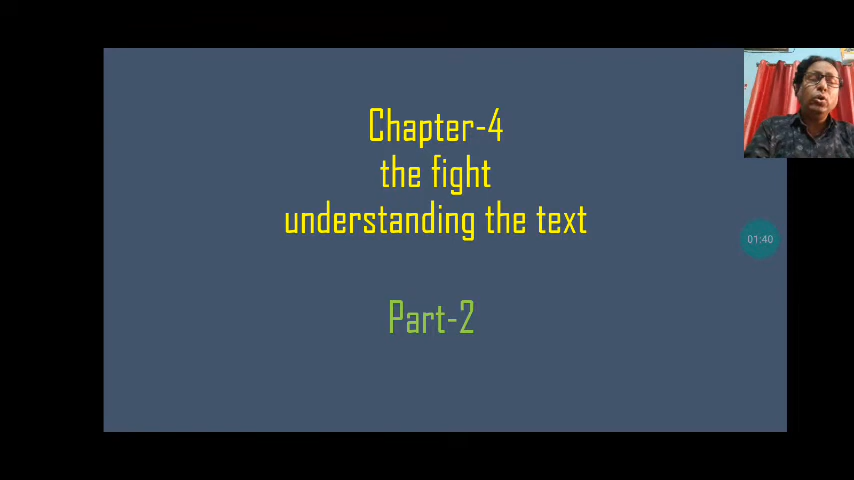 Chapter-4
the fight
understanding the text
01:40
Part-2